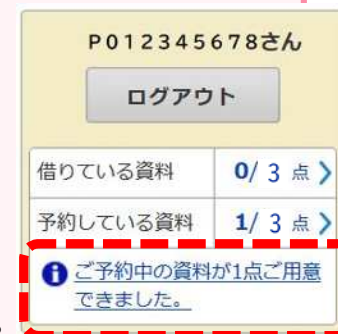 P012345678さん
ログアウト
借りている資料 0/ 3 点
予約している資料 1/ 3 点
ご予約中の資料が1点ご用意
できました。